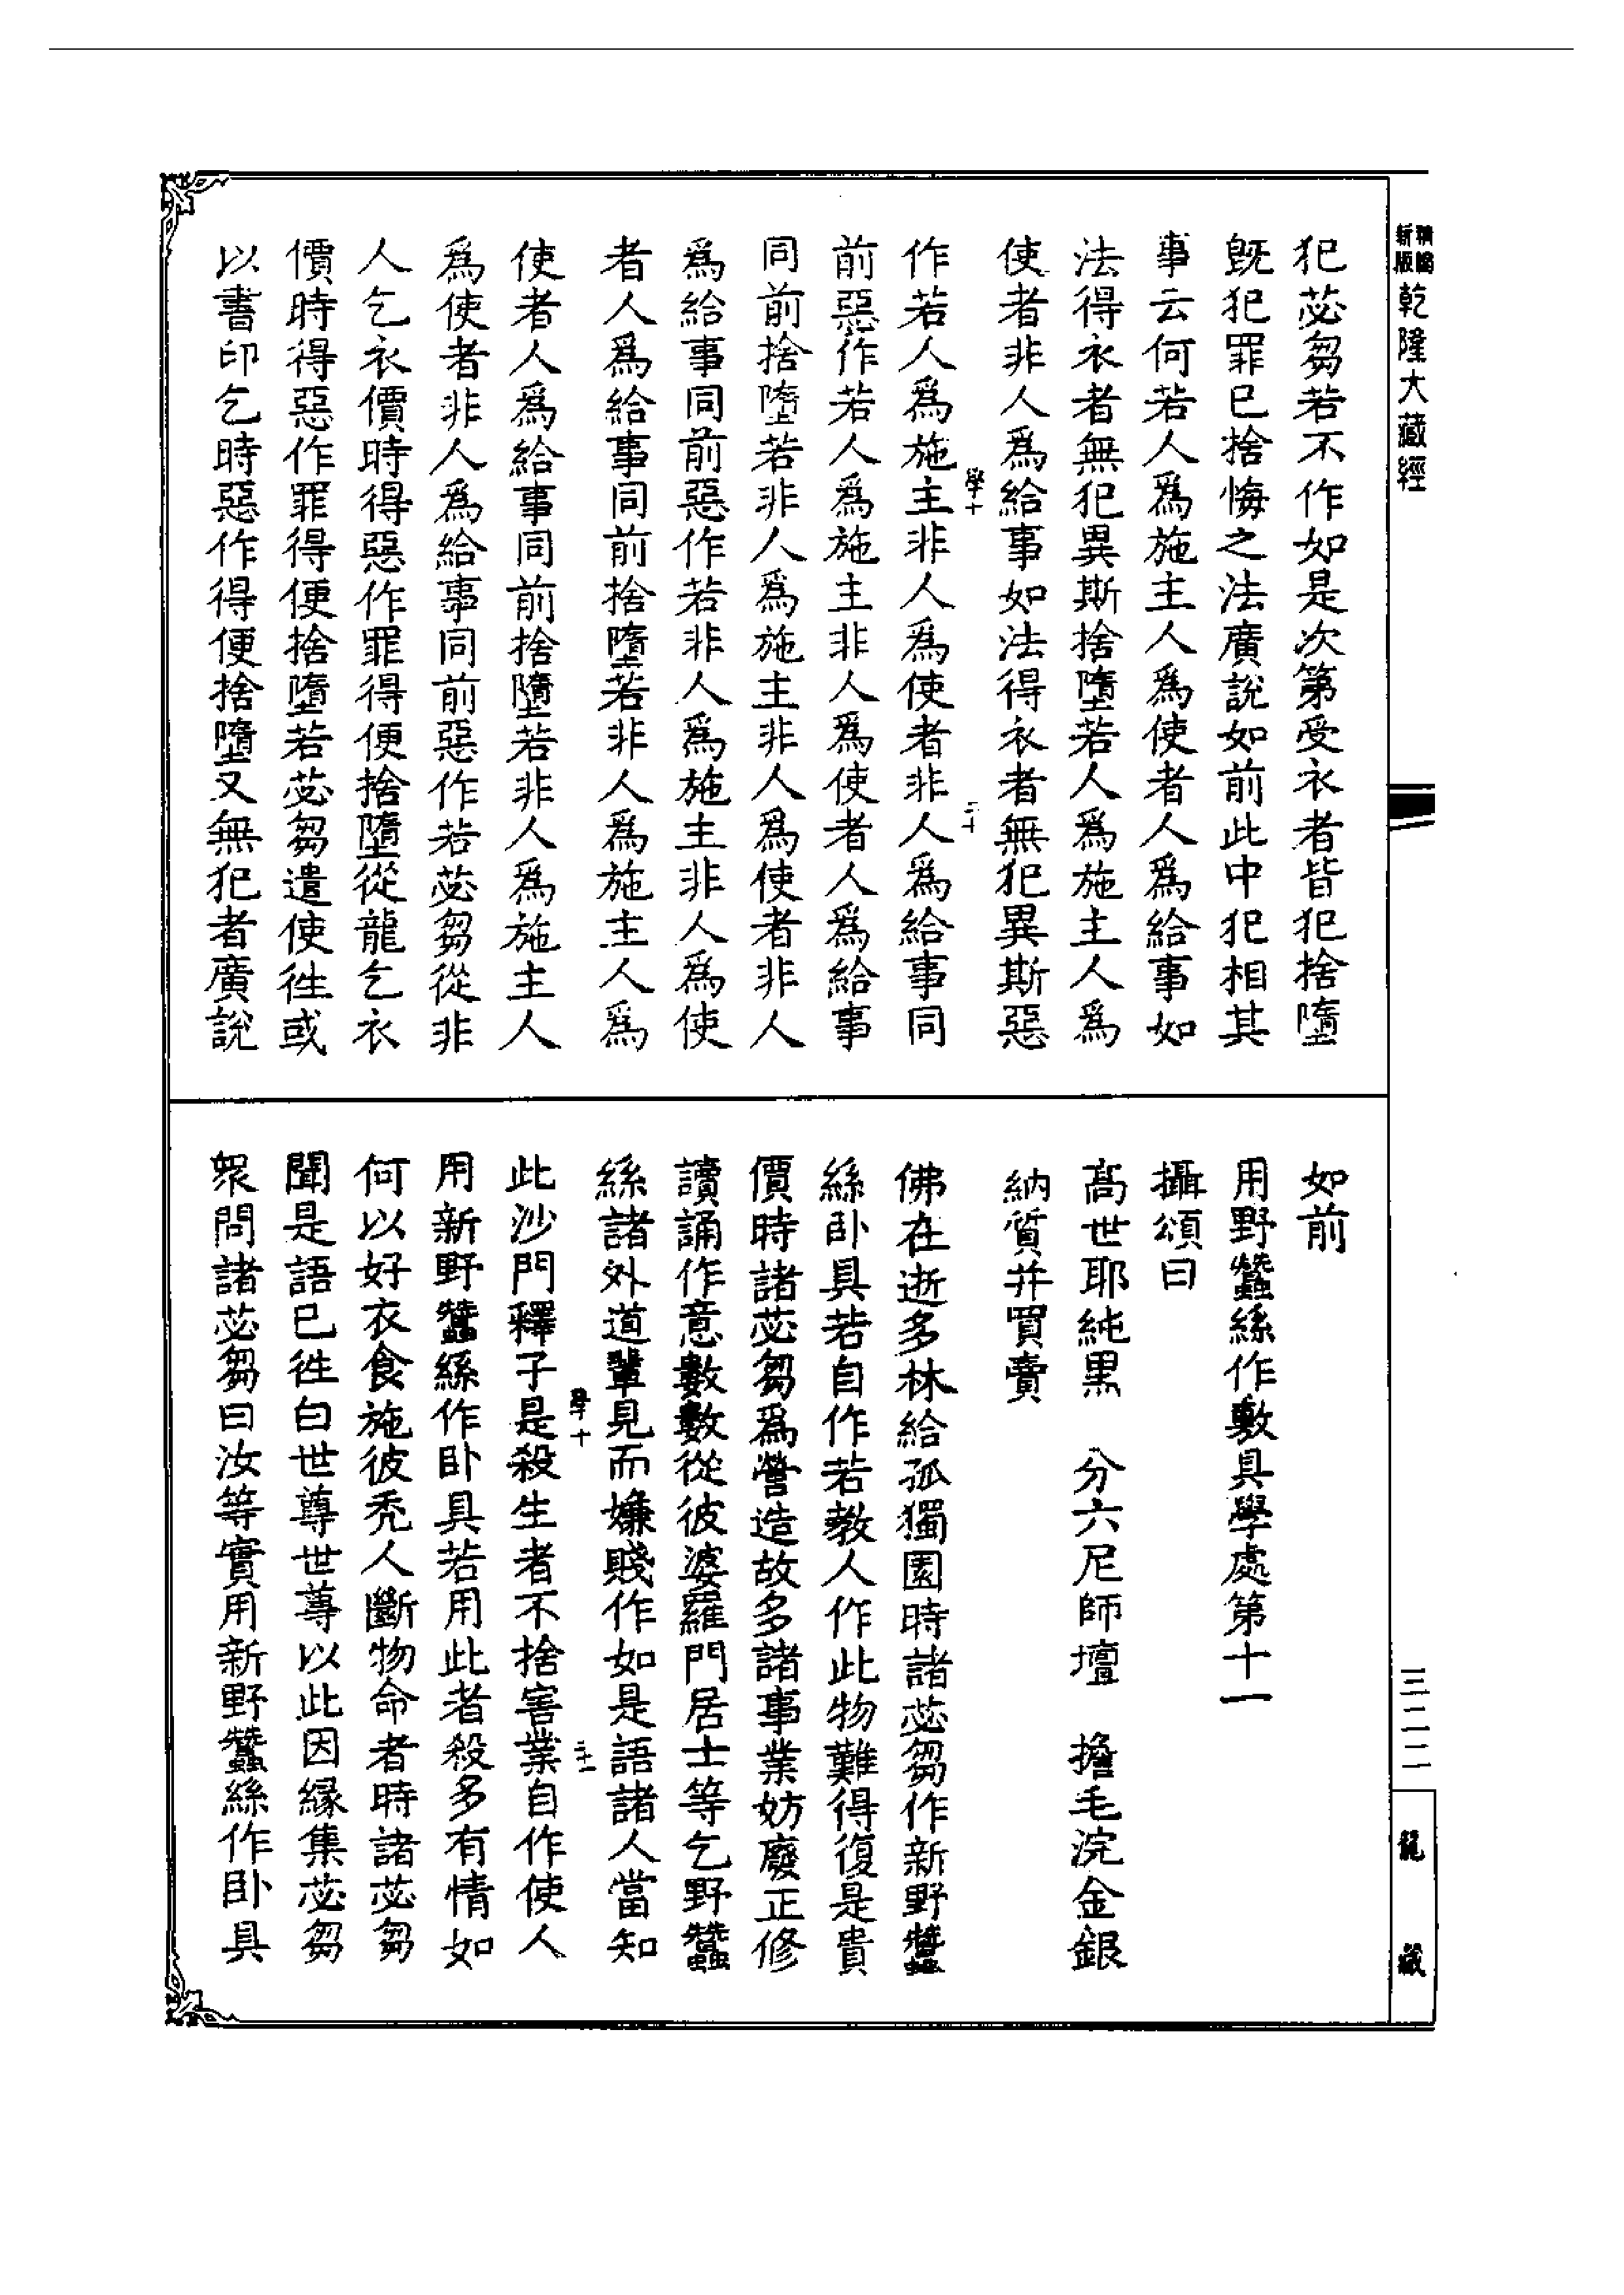 精縮新版乾隆大藏經
犯苾芻若不作如是次第受衣者皆犯捨墮
既犯罪已捨悔之法廣說如前此中犯相其
事云何若人爲施主人爲使者人爲給事如
法得衣者無犯異斯捨墮若人爲施主人爲
使者非人爲給事如法得衣者無犯異斯惡
作若人爲施主非人爲使者非人爲給事同
學十
二十
前惡作若人爲施主非人爲使者人爲給事
同前捨墮若非人爲施主非人爲使者非人
爲給事同前惡作若非人爲施主非人爲使
者人爲給事同前捨墮若非人爲施主人爲
使者人爲給事同前捨墮若非人爲施主人
爲使者非人爲給事同前惡作若苾芻從非
人乞衣價時得惡作罪得便捨墮從龍乞衣
價時得惡作罪得便捨墮若苾芻遣使徃或
以書印乞時惡作得便捨墮又無犯者廣說
如前
用野蠶絲作敷具學處第十一
攝頌曰
高世耶純黑 分六尼師壇 擔毛浣金銀
納質并買賣
佛在逝多林給孤獨園時諸苾芻作新野蠶
絲卧具若自作若教人作此物難得復是貴
價時諸苾芻爲營造故多諸事業妨廢正修
讀誦作意數數從彼婆羅門居士等乞野蠶
絲諸外道輩見而嫌賤作如是語諸人當知
學十
二十一
此沙門釋子是殺生者不捨害業自作使人
用新野蠶絲作卧具若用此者殺多有情如
何以好衣食施彼禿人斷物命者時諸苾芻
聞是語已徃白世尊世尊以此因緣集苾芻
衆問諸苾芻曰汝等實用新野蠶絲作卧具
三二二
龍藏